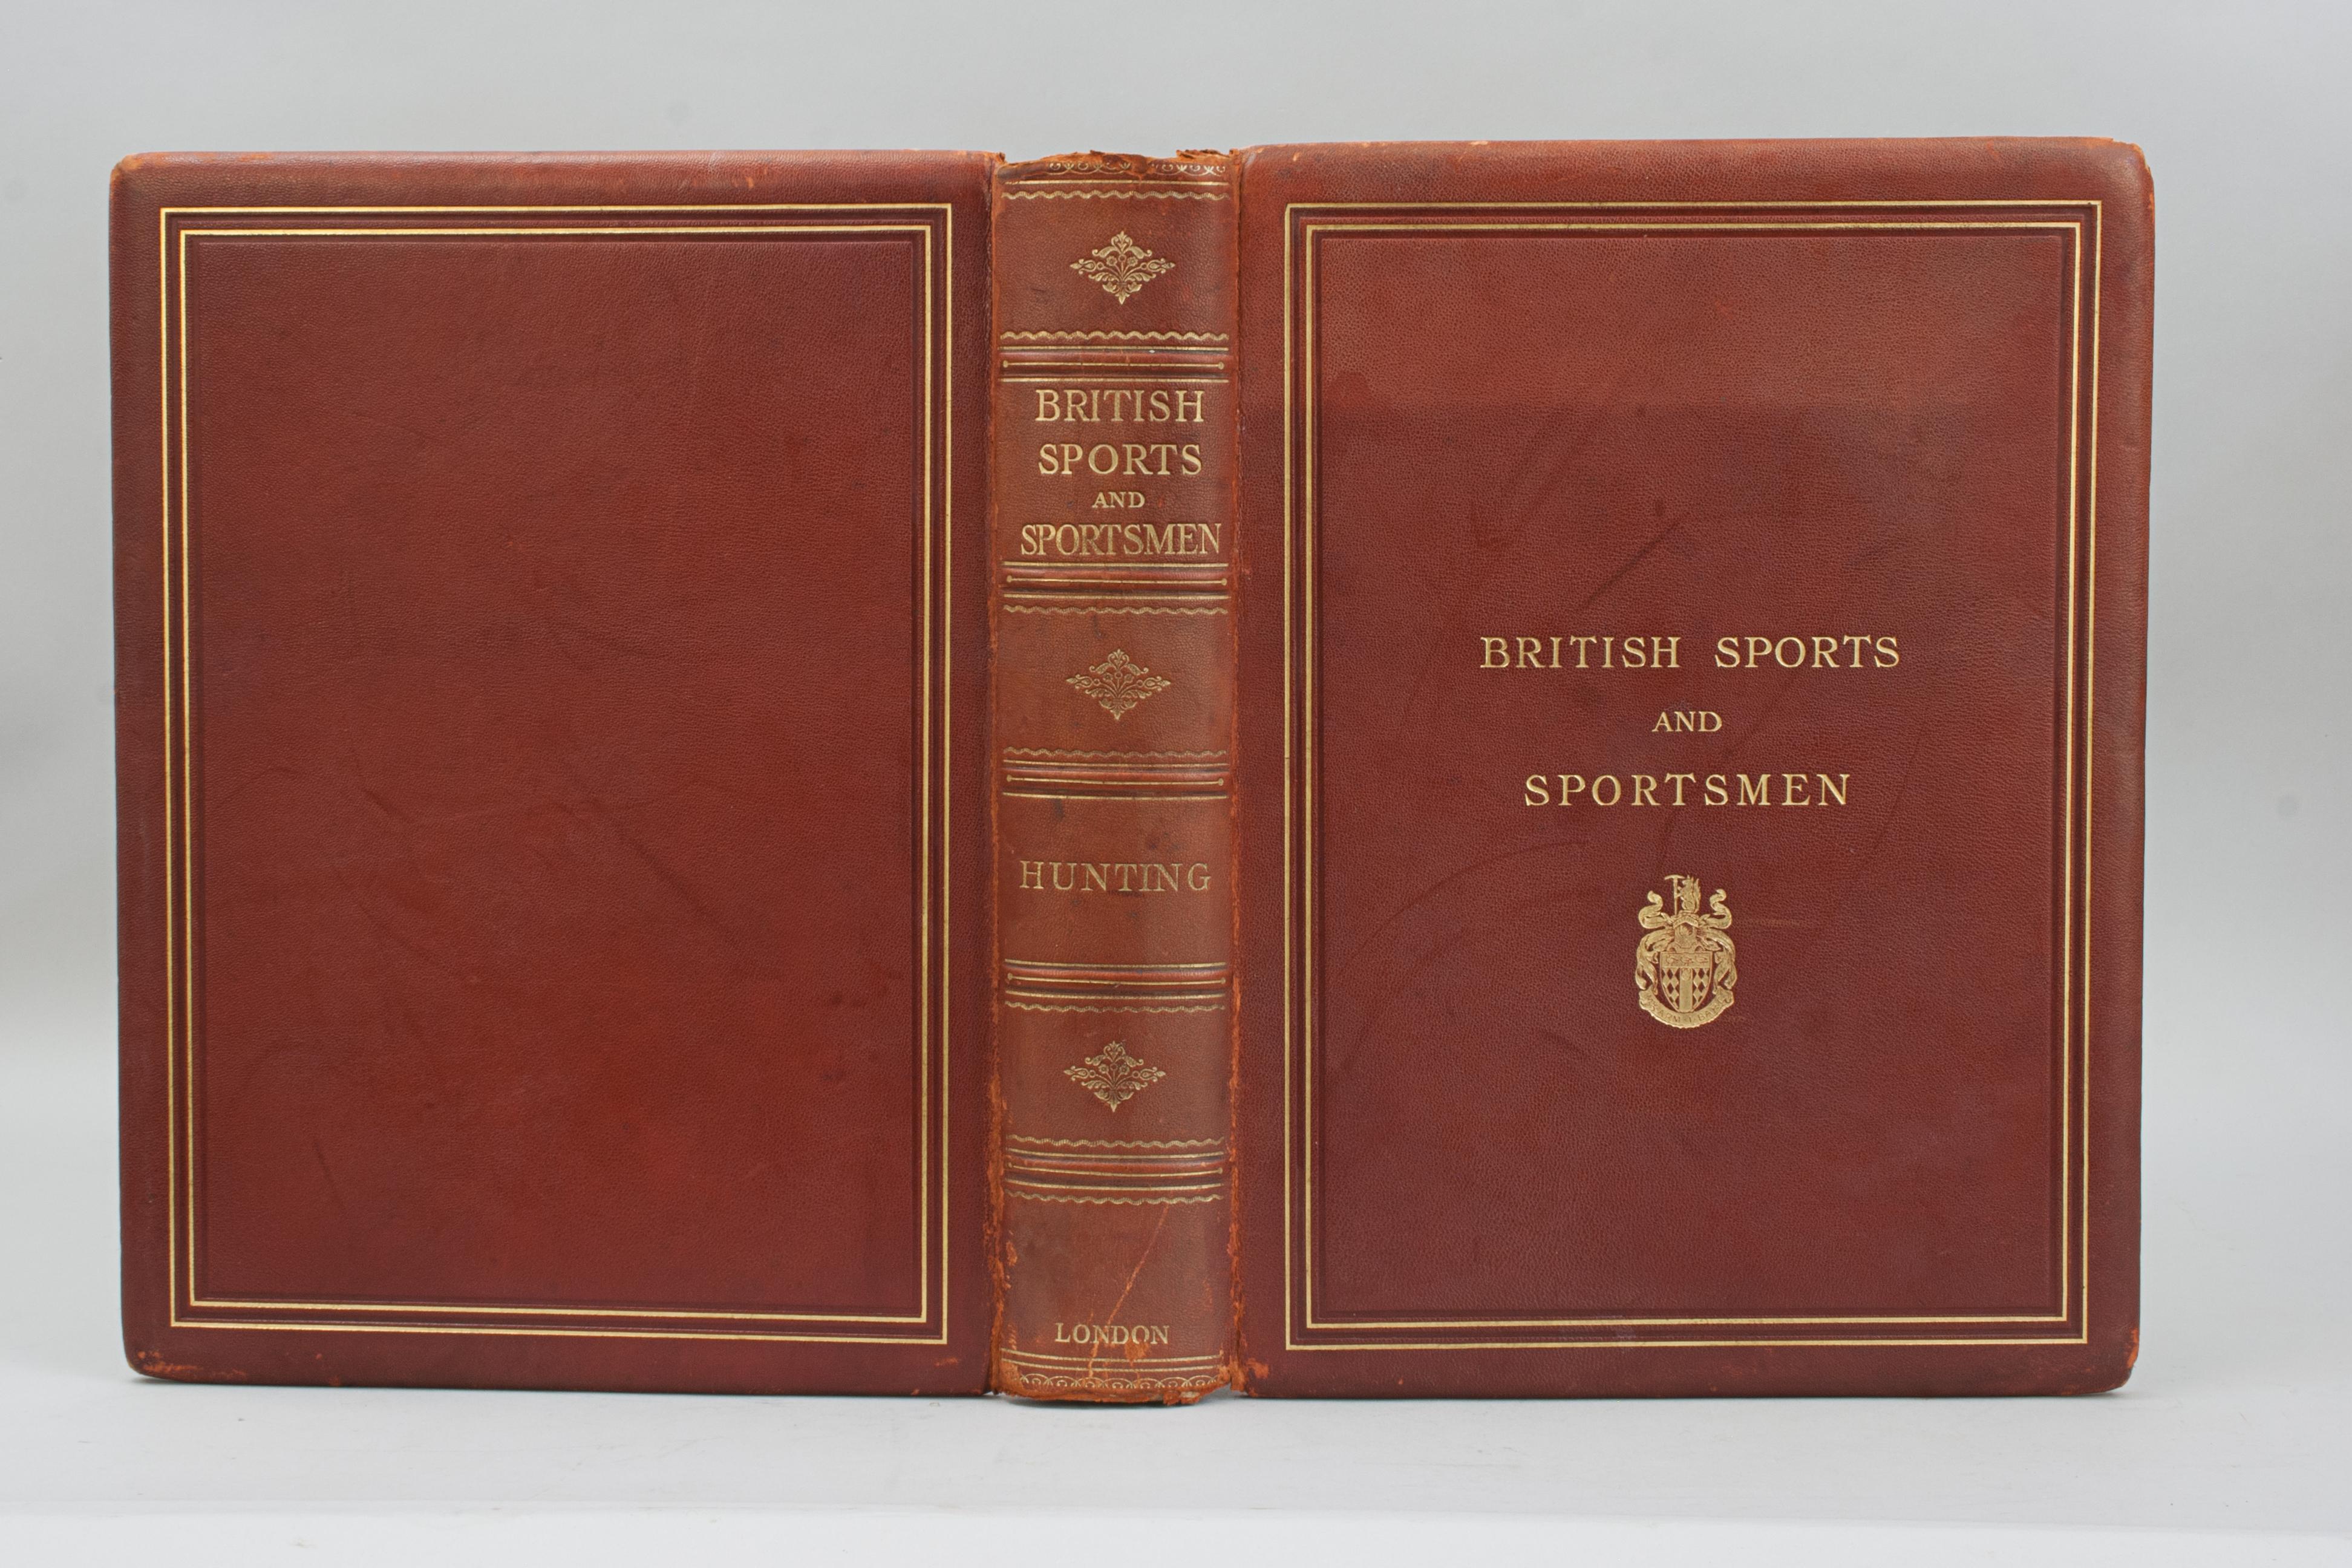 BRITISH
SPORTS
AND
SPORTSMEN
HUNTING
LONDON
BRITISH SPORTS
AND
SPORTSMEN